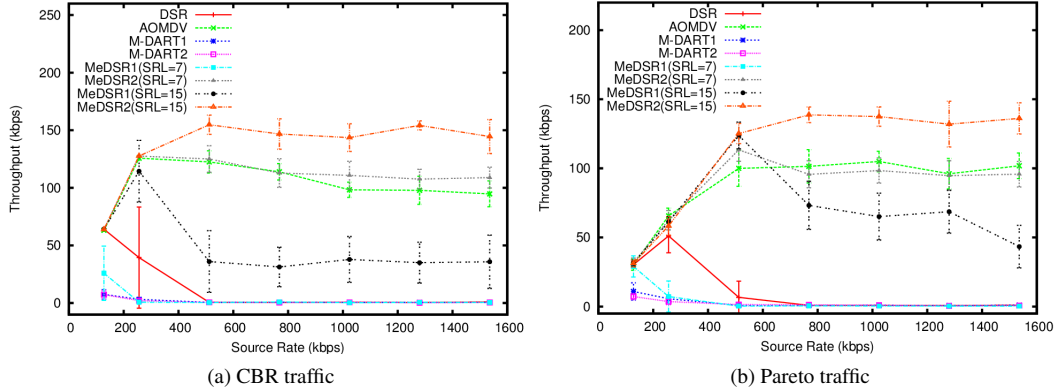 DSR
AOMDV
M-DART1
M-DART2
MeDSR1(SRL=7)
MeDSR2(SRL=7)
MeDSR1(SRL=15)
MeDSR2(SRL=15)
Throughput (kbps)
250
200
150
100
50
0
0 200 400 600 800 1000 1200 1400 1600
Source Rate (kbps)
(a) CBR traffic
DSR
AOMDV
M-DART1
M-DART2
MeDSR1(SRL=7)
MeDSR2(SRL=7)
MeDSR1(SRL=15)
MeDSR2(SRL=15)
Throughput (kbps)
200
150
100
50
0
0 200 400 600 800 1000 1200 1400 1600
Source Rate (kbps)
(b) Pareto traffic